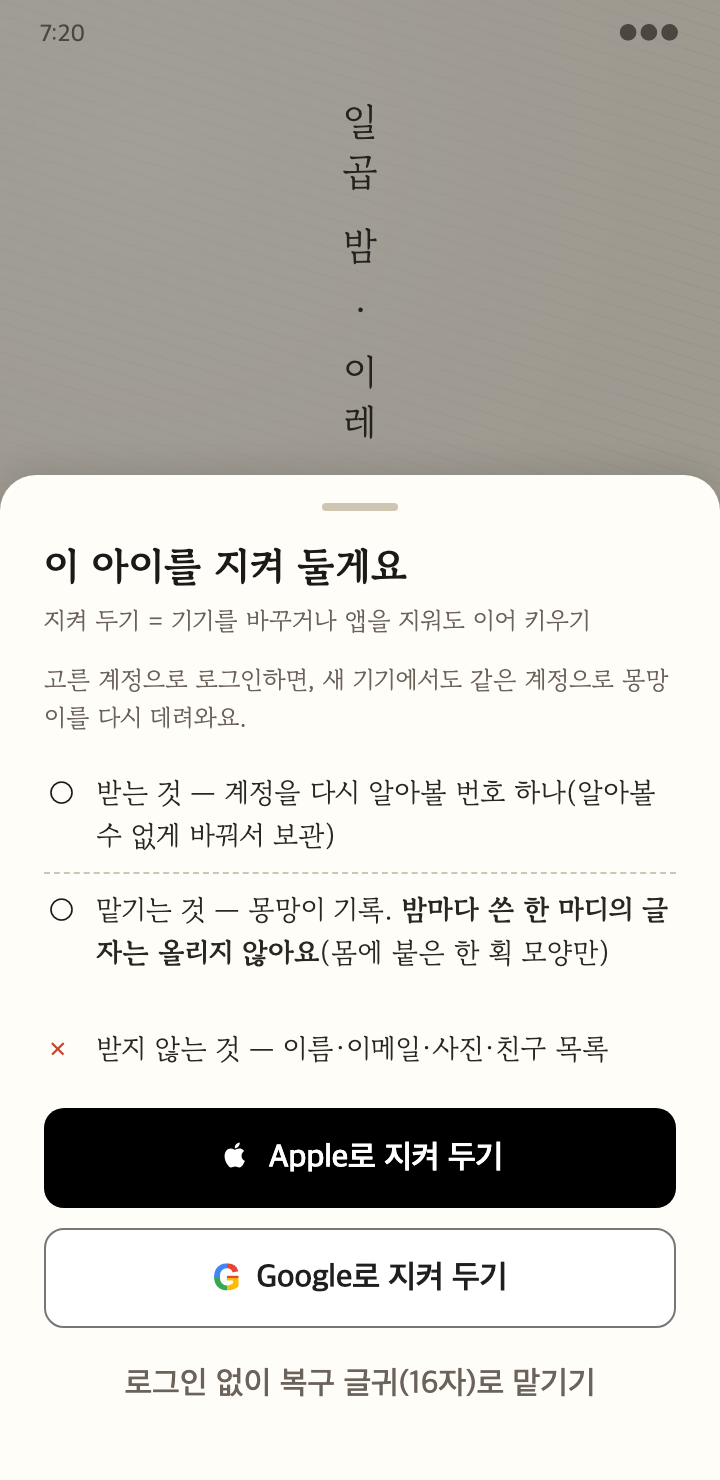 7:20
일곱 밤 · 이레
이 아이를 지켜 둘게요
지켜 두기 = 기기를 바꾸거나 앱을 지워도 이어 키우기
고른 계정으로 로그인하면, 새 기기에서도 같은 계정으로 몽망
이를 다시 데려와요.
받는 것 — 계정을 다시 알아볼 번호 하나(알아볼
수 없게 바꿔서 보관)
맡기는 것 — 몽망이 기록. 밤마다 쓴 한 마디의 글
자는 올리지 않아요(몸에 붙은 한 획 모양만)
× 받지 않는 것 — 이름·이메일·사진·친구 목록
Apple로 지켜 두기
Google로 지켜 두기
로그인 없이 복구 글귀(16자)로 맡기기